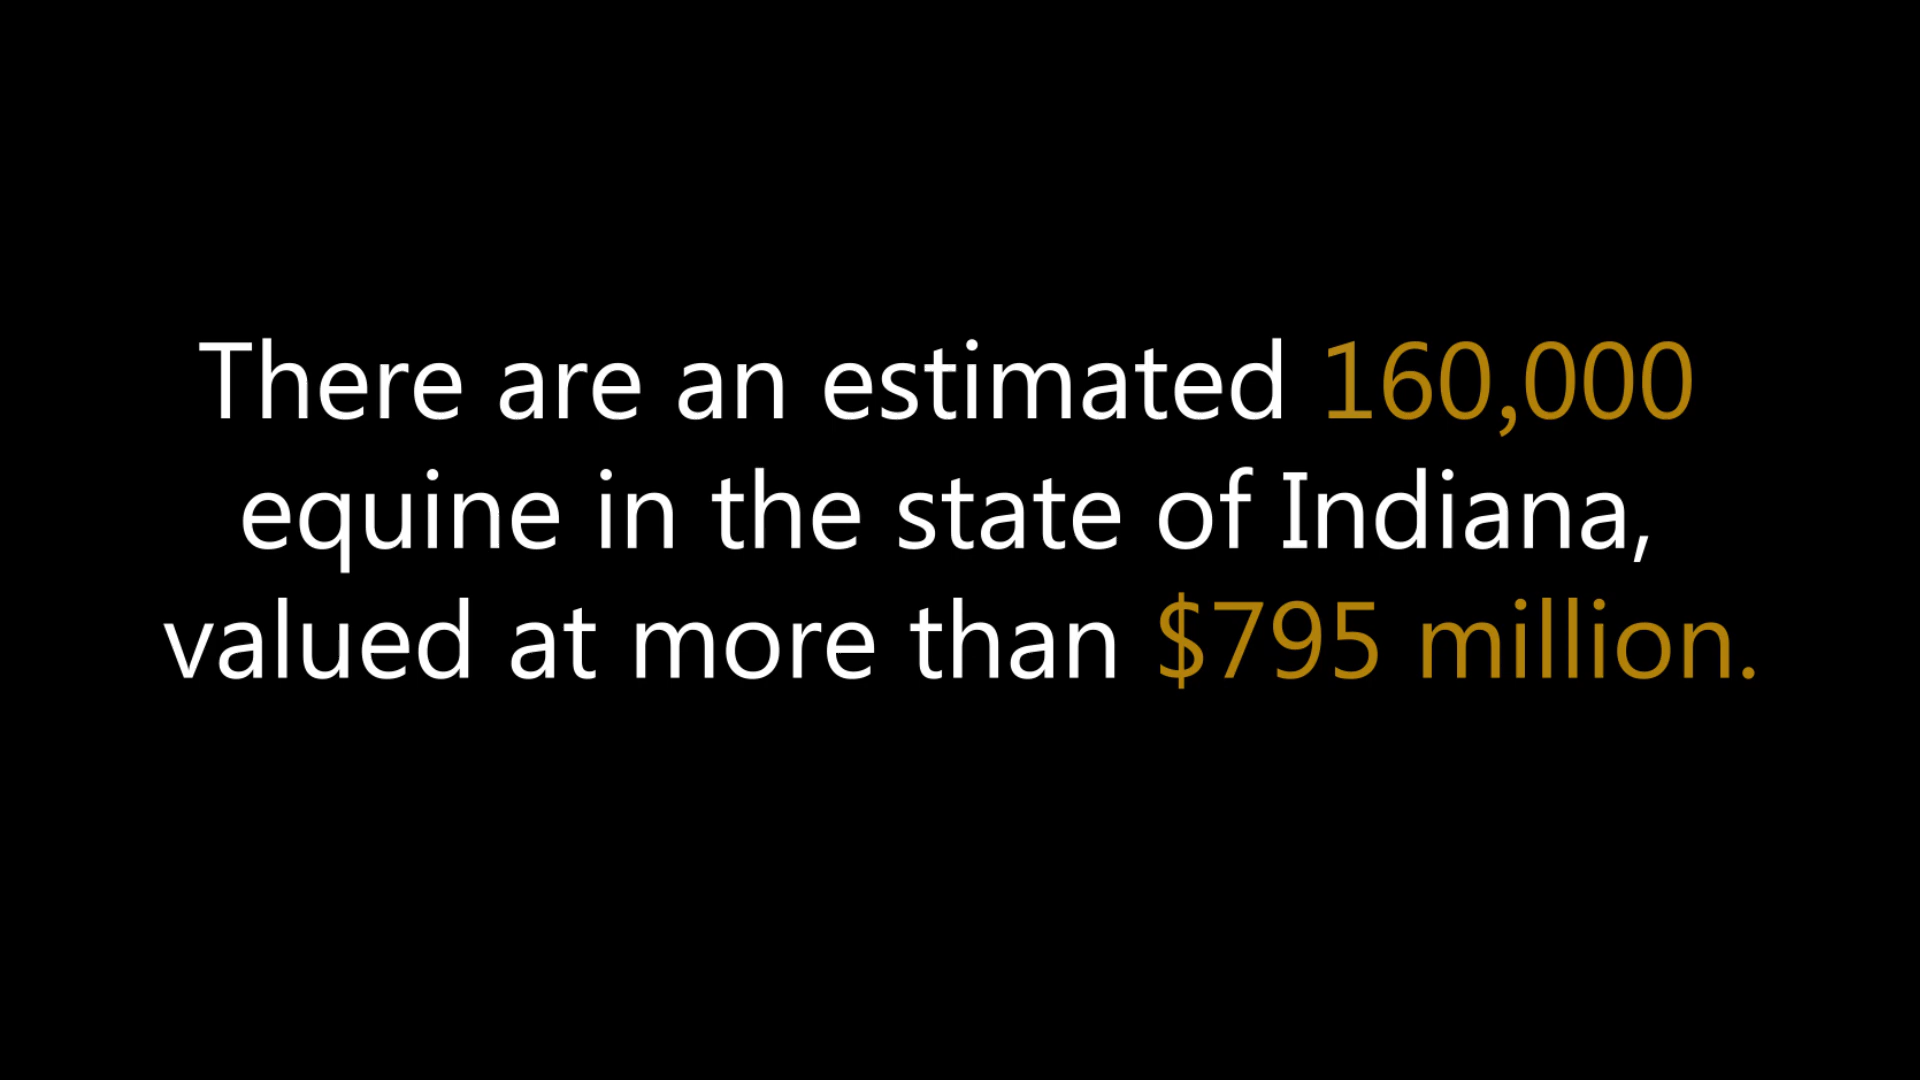 There are an estimated 160,000
equine in the state of Indiana,
valued at more than $795 million.